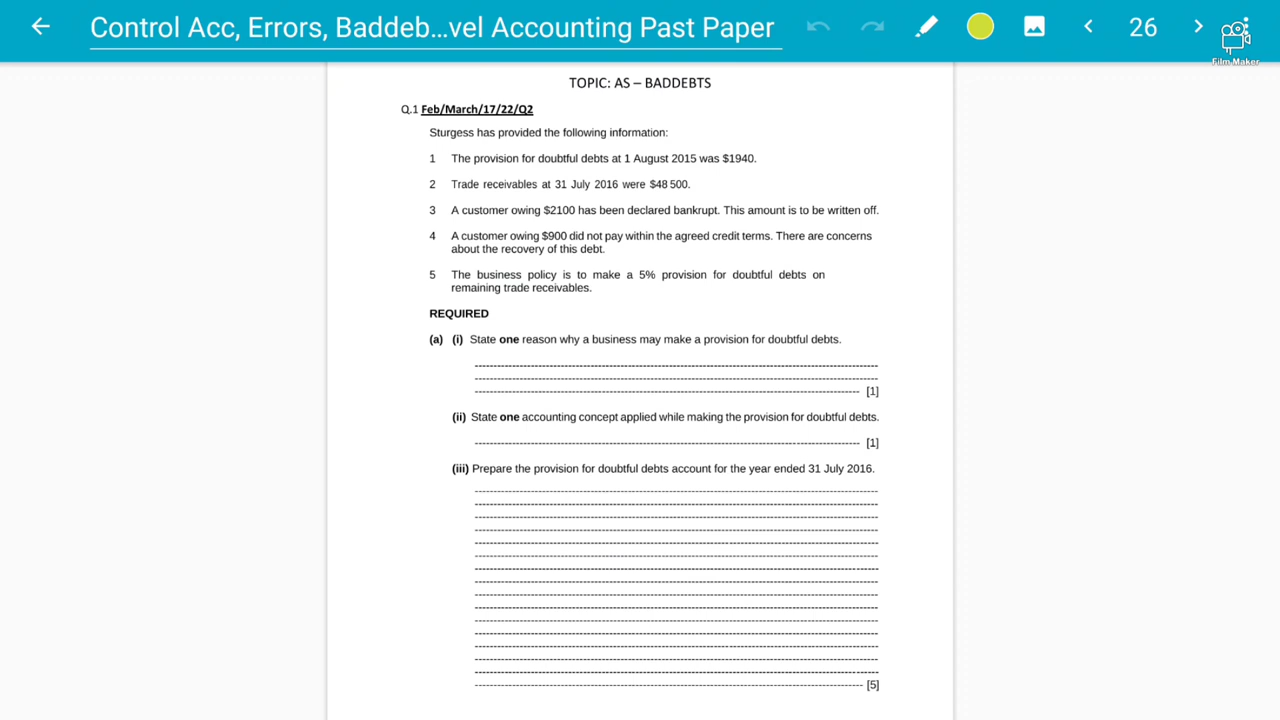 Control Acc, Errors, Baddeb...vel Accounting Past Paper
26
Film Maker
TOPIC: AS – BADDEBTS
Q.1 Feb/March/17/22/Q2
Sturgess has provided the following information:
1 The provision for doubtful debts at 1 August 2015 was $1940.
2 Trade receivables at 31 July 2016 were $48 500.
3 A customer owing $2100 has been declared bankrupt. This amount is to be written off.
4 A customer owing $900 did not pay within the agreed credit terms. There are concerns
about the recovery of this debt.
5 The business policy is to make a 5% provision for doubtful debts on
remaining trade receivables.
REQUIRED
(a) (i) State one reason why a business may make a provision for doubtful debts.
[1]
(ii) State one accounting concept applied while making the provision for doubtful debts.
[1]
(iii) Prepare the provision for doubtful debts account for the year ended 31 July 2016.
[5]